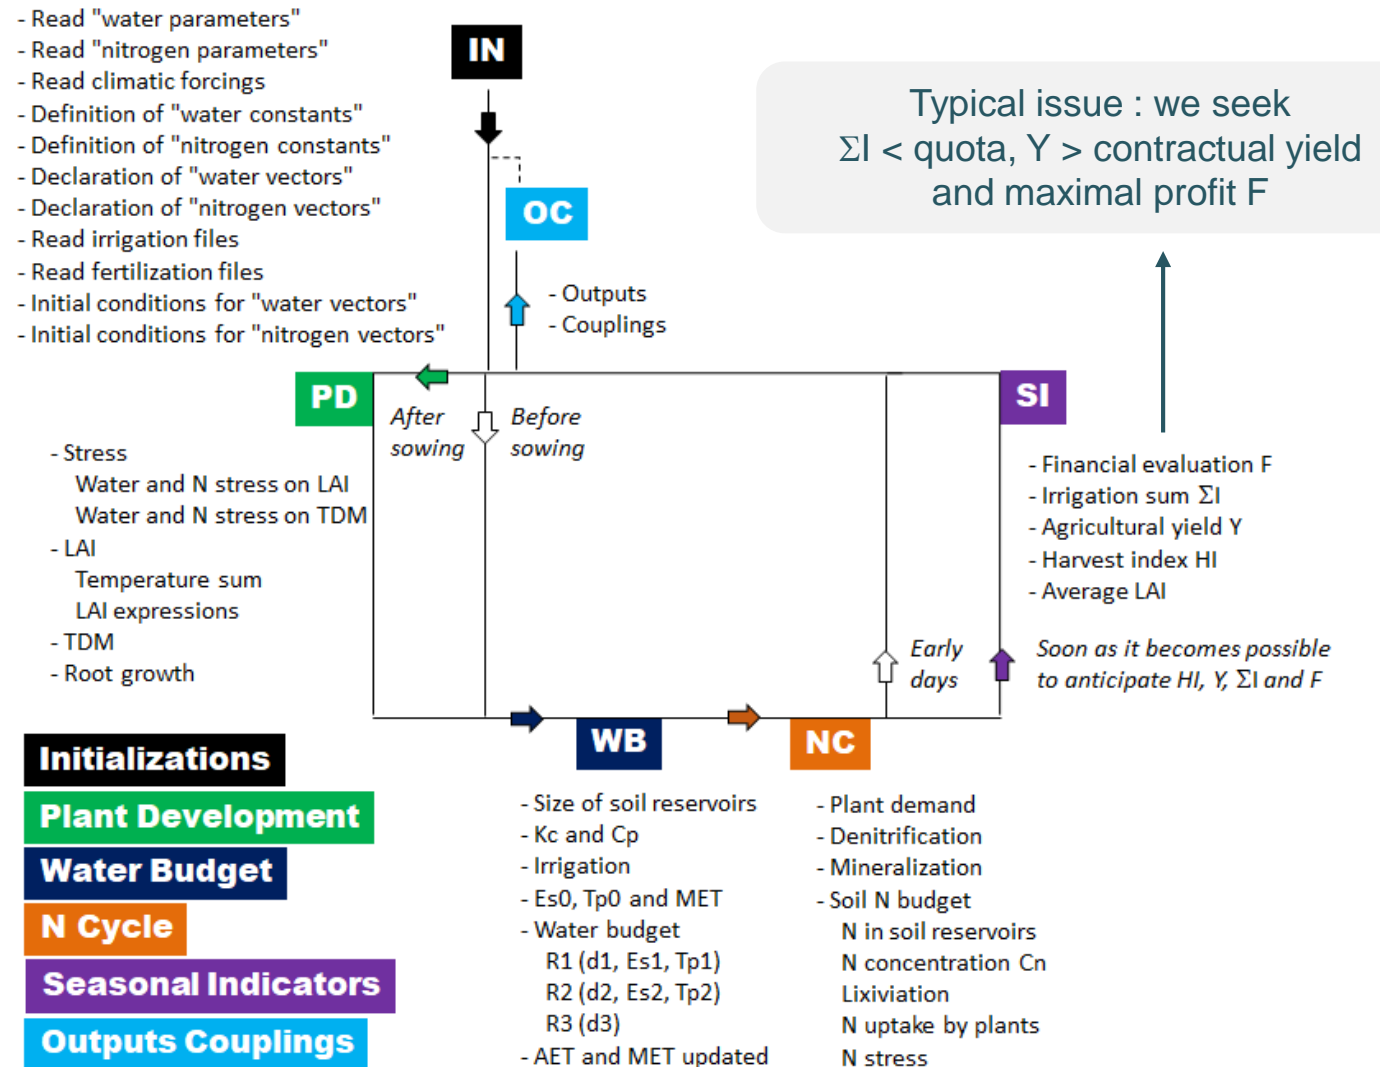 - Read "water parameters"
- Read "nitrogen parameters"
- Read climatic forcings
- Definition of "water constants"
- Definition of "nitrogen constants"
- Declaration of "water vectors"
- Declaration of "nitrogen vectors"
- Read irrigation files
- Read fertilization files
- Initial conditions for "water vectors"
- Initial conditions for "nitrogen vectors"
IN
OC
- Outputs
- Couplings
Typical issue : we seek
ΣI < quota, Y > contractual yield
and maximal profit F
PD
After
sowing
Before
sowing
SI
- Stress
Water and N stress on LAI
Water and N stress on TDM
- LAI
Temperature sum
LAI expressions
- TDM
- Root growth
- Financial evaluation F
- Irrigation sum ΣI
- Agricultural yield Y
- Harvest index HI
- Average LAI
Early
days
Soon as it becomes possible
to anticipate HI, Y, ΣI and F
WB
NC
Initializations
Plant Development
Water Budget
N Cycle
Seasonal Indicators
Outputs Couplings
- Size of soil reservoirs
- Kc and Cp
- Irrigation
- Es0, Tp0 and MET
- Water budget
R1 (d1, Es1, Tp1)
R2 (d2, Es2, Tp2)
R3 (d3)
- AET and MET updated
- Plant demand
- Denitrification
- Mineralization
- Soil N budget
N in soil reservoirs
N concentration Cn
Lixiviation
N uptake by plants
N stress